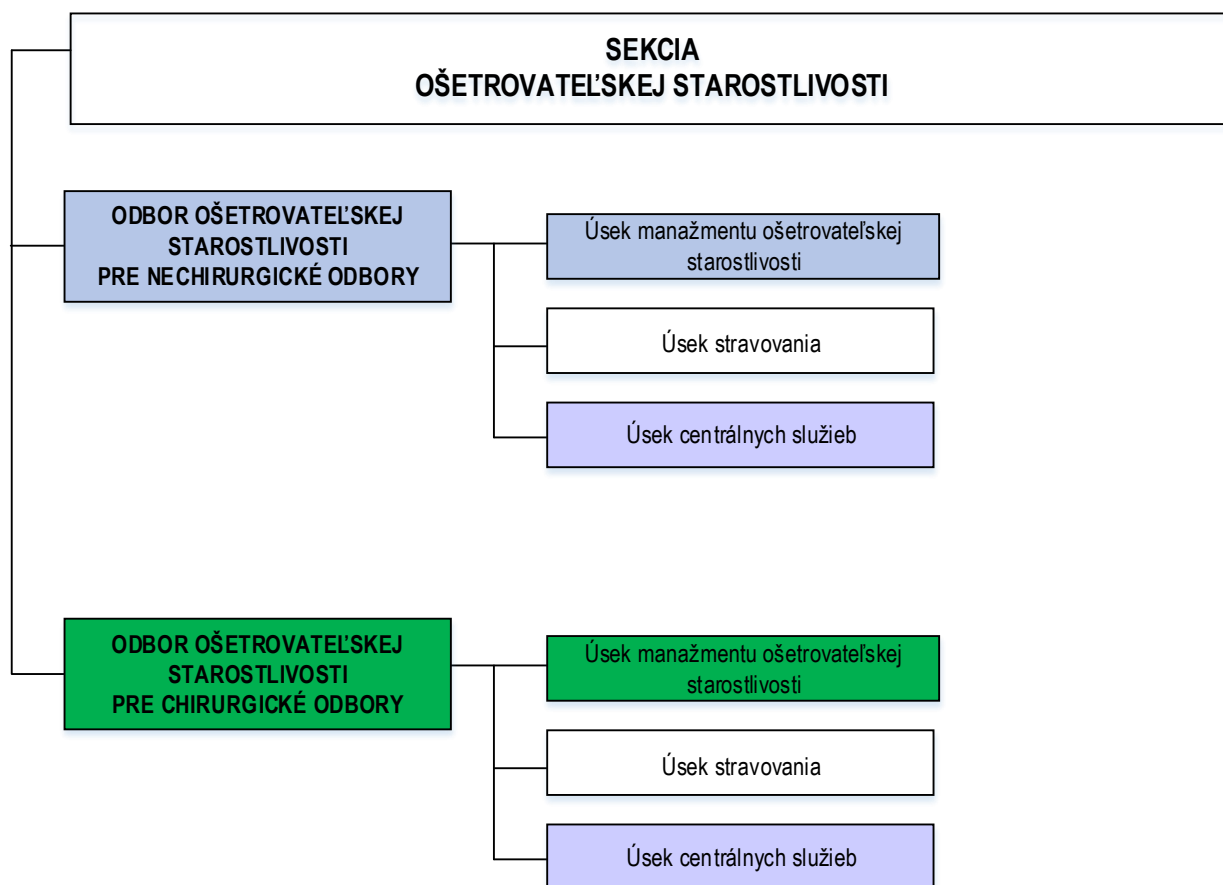 SEKCIA
OŠETROVATEĽSKEJ STAROSTLIVOSTI
ODBOR OŠETROVATEĽSKEJ
STAROSTLIVOSTI
PRE NECHIRURGICKÉ ODBORY
Úsek manažmentu ošetrovateľskej
starostlivosti
Úsek stravovania
Úsek centrálnych služieb
ODBOR OŠETROVATEĽSKEJ
STAROSTLIVOSTI
PRE CHIRURGICKÉ ODBORY
Úsek manažmentu ošetrovateľskej
starostlivosti
Úsek stravovania
Úsek centrálnych služieb